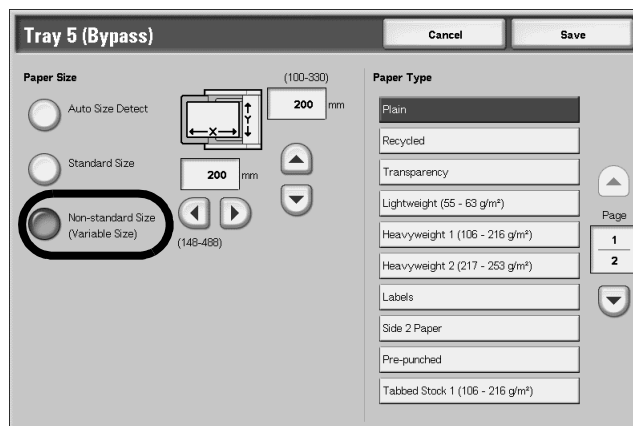 Tray 5 (Bypass)
Cancel
Save
Paper Size
(100-330)
Auto Size Detect
X
Y
200 mm
Standard Size
200 mm
Non-standard Size
(Variable Size)
(148-488)
Paper Type
Plain
Recycled
Transparency
Lightweight (55 - 63 g/m²)
Heavyweight 1 (106 - 216 g/m²)
Heavyweight 2 (217 - 253 g/m²)
Labels
Side 2 Paper
Pre-punched
Tabbed Stock 1 (106 - 216 g/m²)
Page
1
2